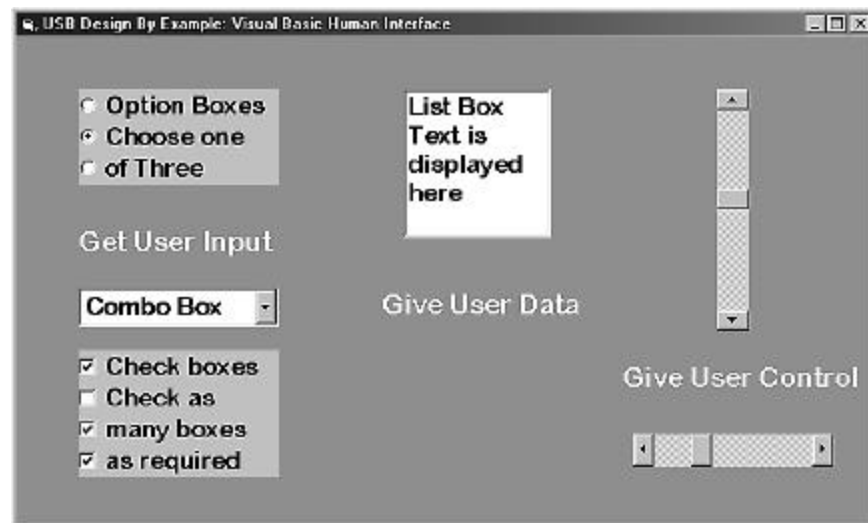 USB Design By Example: Visual Basic Human Interface
Option Boxes
Choose one
of Three
Get User Input
Combo Box
Check boxes
Check as
many boxes
as required
List Box
Text is
displayed
here
Give User Data
Give User Control